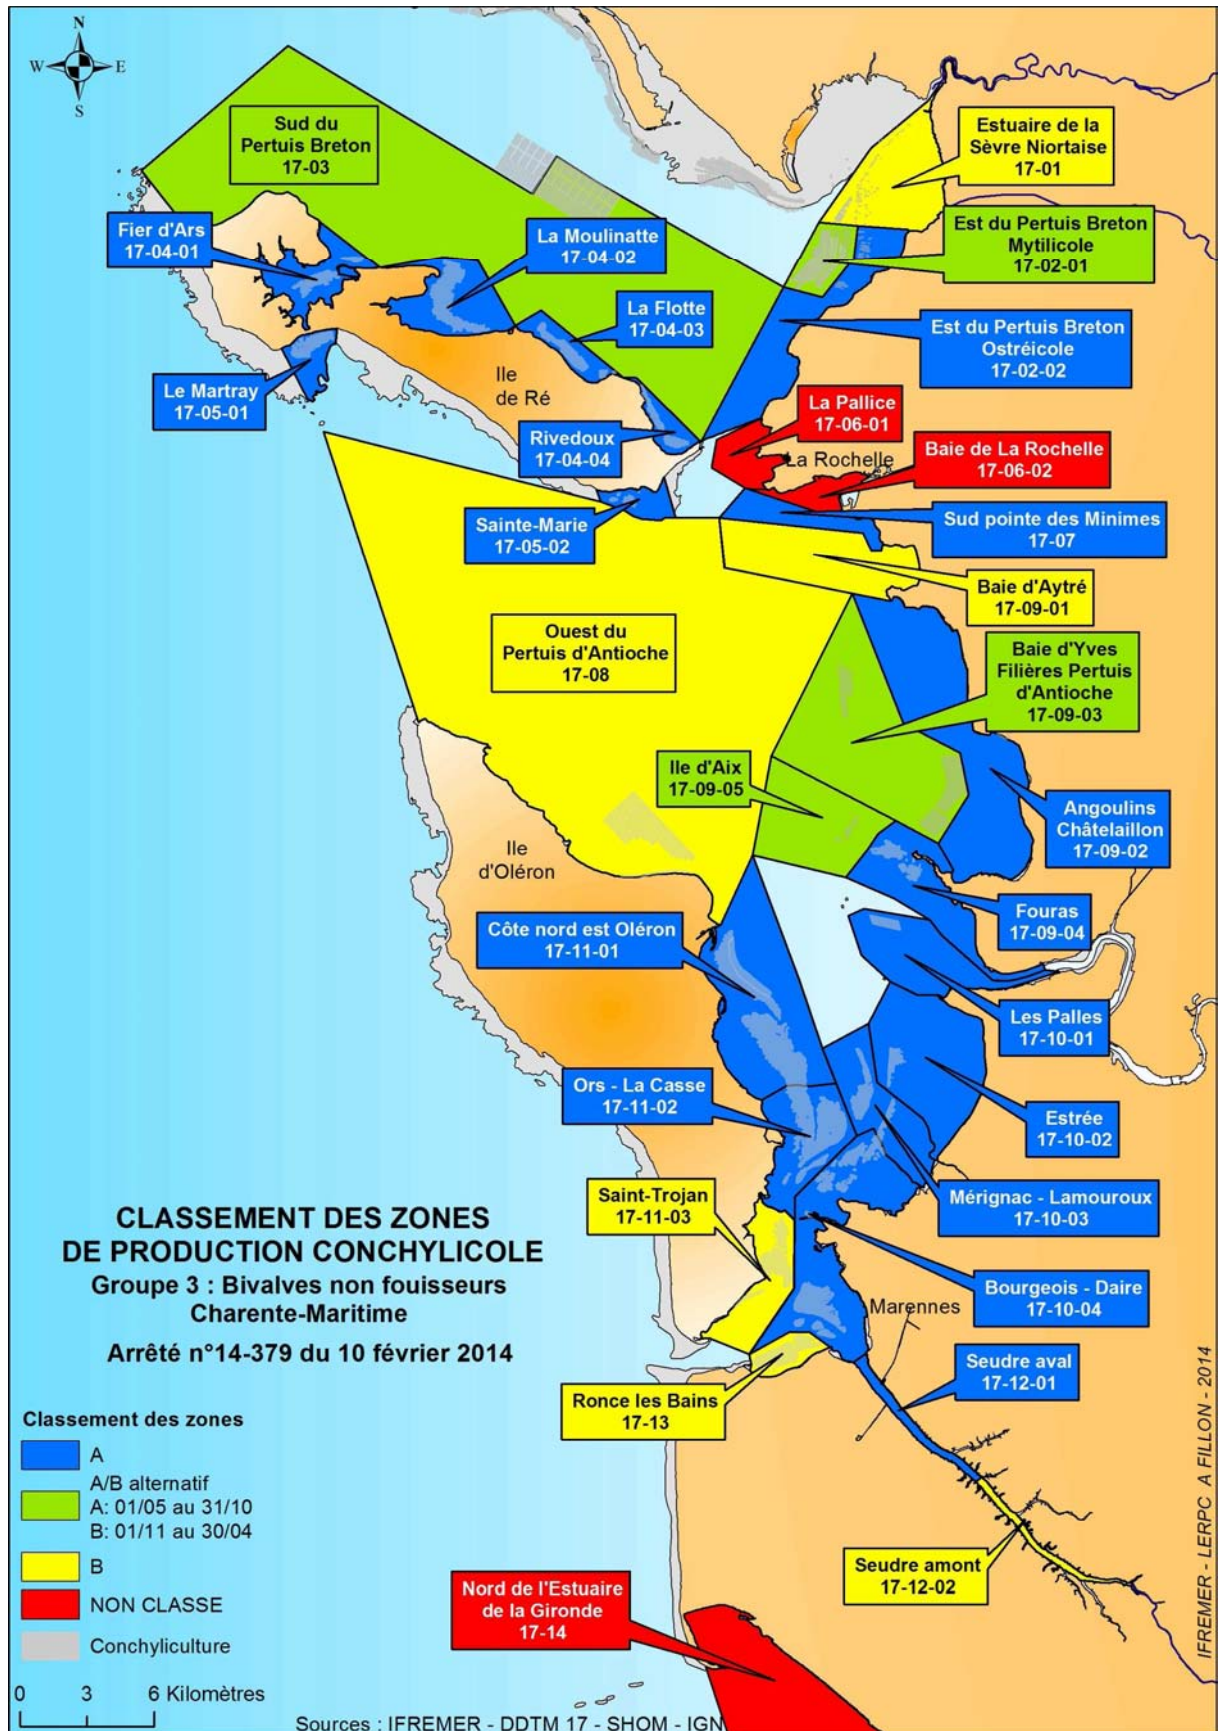 N
W
E
S
Sud du
Pertuis Breton
17-03
Estuaire de la
Sèvre Niortaise
17-01
Fier d'Ars
17-04-01
La Moulinatte
17-04-02
Est du Pertuis Breton
Mytilicole
17-02-01
La Flotte
17-04-03
Est du Pertuis Breton
Ostréicole
17-02-02
Le Martray
17-05-01
Ile
de Ré
La Pallice
17-06-01
Rivedoux
17-04-04
La Rochelle
Baie de La Rochelle
17-06-02
Sainte-Marie
17-05-02
Sud pointe des Minimes
17-07
Baie d'Aytré
17-09-01
Ouest du
Pertuis d'Antioche
17-08
Baie d'Yves
Filières Pertuis
d'Antioche
17-09-03
Ile d'Aix
17-09-05
Angoulins
Châtelaillon
17-09-02
Ile
d'Oléron
Fouras
17-09-04
Côte nord est Oléron
17-11-01
Les Palles
17-10-01
Ors - La Casse
17-11-02
Estrée
17-10-02
Saint-Trojan
17-11-03
Mérignac - Lamouroux
17-10-03
CLASSEMENT DES ZONES
DE PRODUCTION CONCHYLICOLE
Groupe 3 : Bivalves non fouisseurs
Charente-Maritime
Arrêté n°14-379 du 10 février 2014
Bourgeois - Daire
17-10-04
Marennes
Seudre aval
17-12-01
Ronce les Bains
17-13
Seudre amont
17-12-02
Nord de l'Estuaire
de la Gironde
17-14
Classement des zones
A
A/B alternatif
A: 01/05 au 31/10
B: 01/11 au 30/04
B
NON CLASSE
Conchyliculture
0 3 6 Kilomètres
Sources : IFREMER - DDTM 17 - SHOM - IGN
IFREMER - LERPC A FILLON - 2014